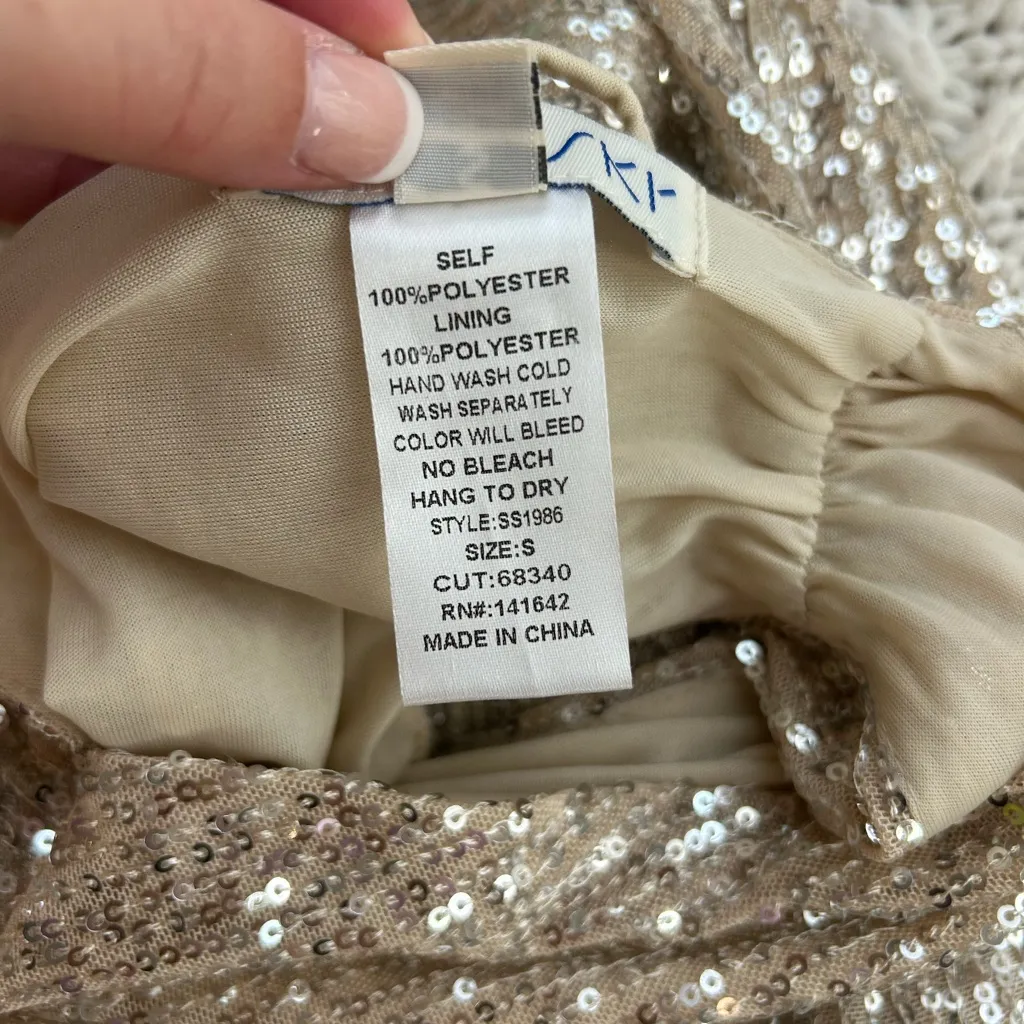 SELF
100%POLYESTER
LINING
100%POLYESTER
HAND WASH COLD
WASH SEPARATELY
COLOR WILL BLEED
NO BLEACH
HANG TO DRY
STYLE:SS1986
SIZE:S
CUT:68340
RN#:141642
MADE IN CHINA